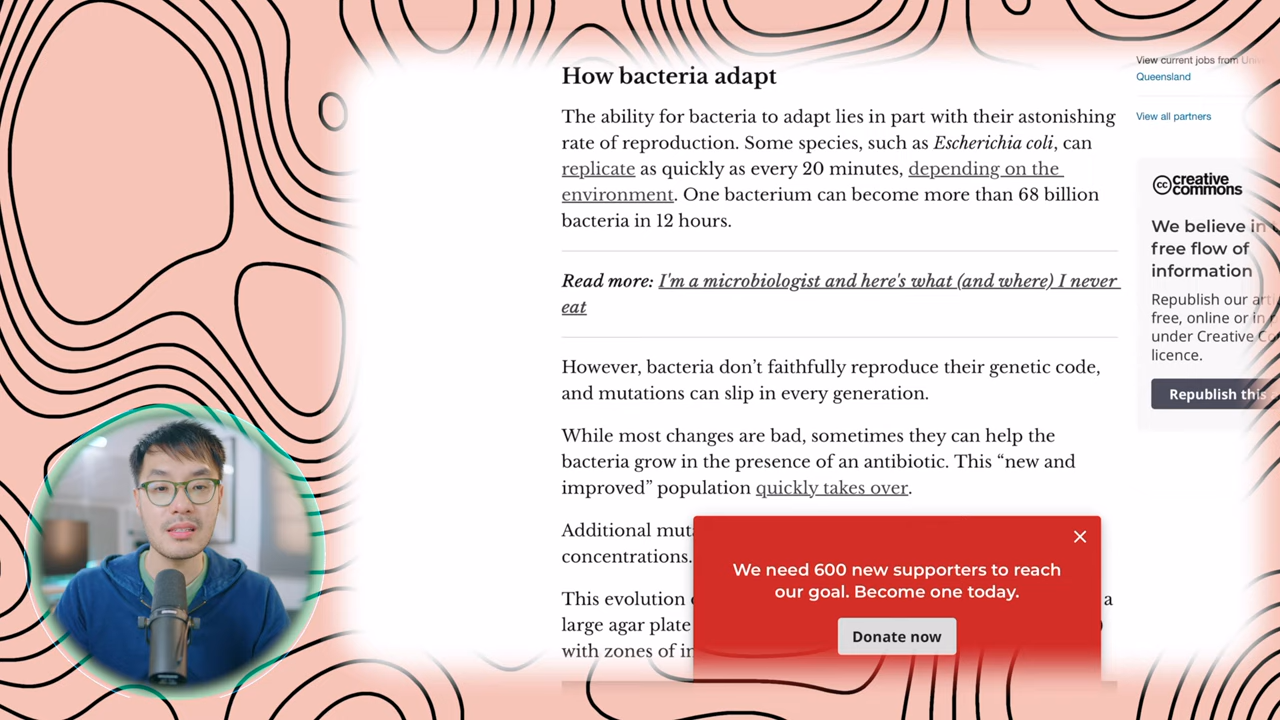 How bacteria adapt
The ability for bacteria to adapt lies in part with their astonishing
rate of reproduction. Some species, such as Escherichia coli, can
replicate as quickly as every 20 minutes, depending on the
environment. One bacterium can become more than 68 billion
bacteria in 12 hours.
Read more: I'm a microbiologist and here's what (and where) I never
eat
However, bacteria don’t faithfully reproduce their genetic code,
and mutations can slip in every generation.
While most changes are bad, sometimes they can help the
bacteria grow in the presence of an antibiotic. This “new and
improved” population quickly takes over.
Additional
concentrations.
This evolution
a
large agar plate
with zones of
We need 600 new supporters to reach
our goal. Become one today.
Donate now
View current jobs from
Queensland
View all partners
cc creative
commons
We believe in
free flow of
information
Republish our
free, online or in
under Creative
licence.
Republish this